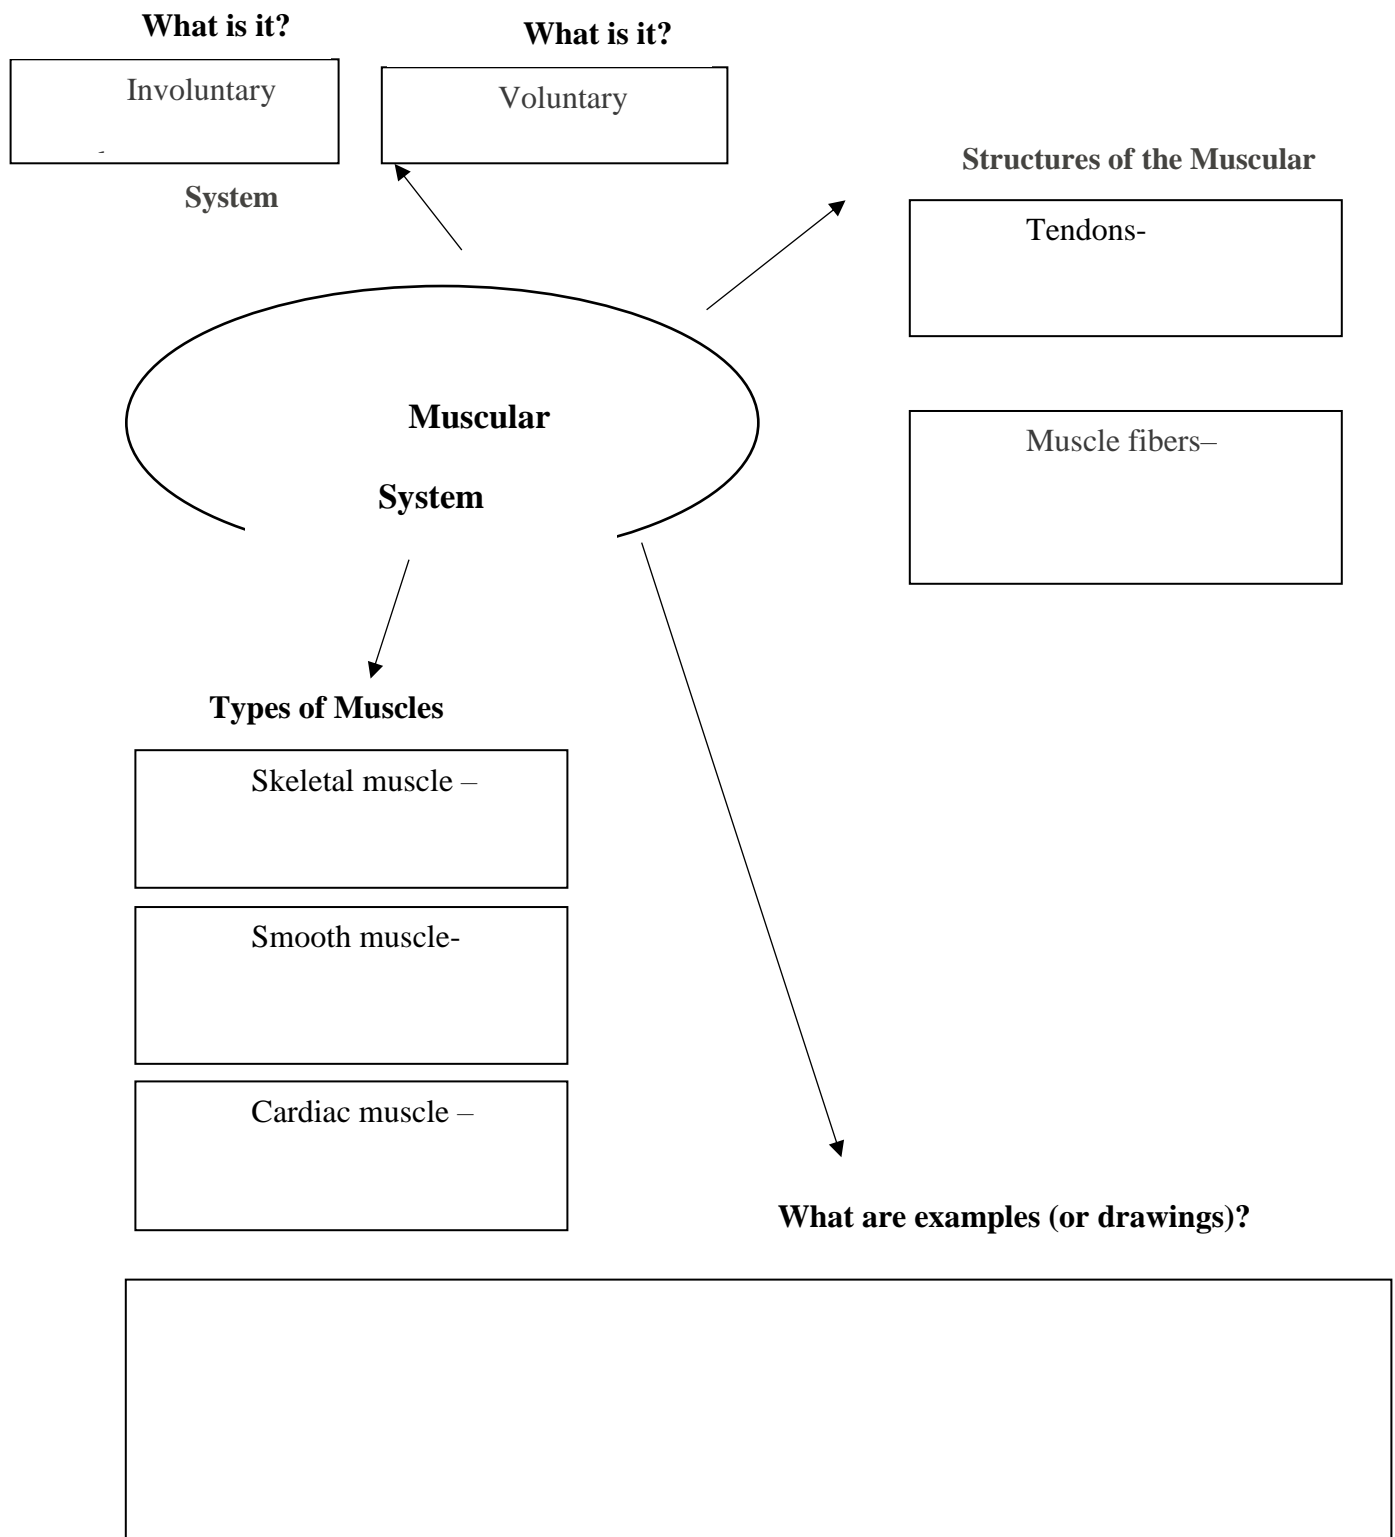 What is it?
What is it?
Involuntary
Voluntary
Structures of the Muscular
System
Tendons-
Muscular
System
Muscle fibers–
Types of Muscles
Skeletal muscle –
Smooth muscle-
Cardiac muscle –
What are examples (or drawings)?